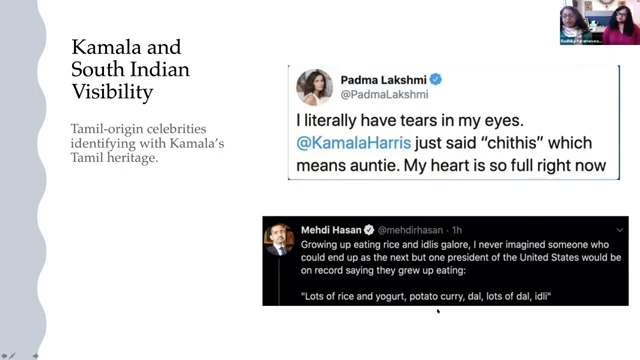 Kamala and
South Indian
Visibility
Tamil-origin celebrities
identifying with Kamala's
Tamil heritage.
Padma Lakshmi
@PadmaLakshmi
I literally have tears in my eyes.
@KamalaHarris just said “chithis” which
means auntie. My heart is so full right now
Mehdi Hasan @mehdirhasan · 1h
Growing up eating rice and idlis galore, I never imagined someone who
could end up as the next but one president of the United States would be
on record saying they grew up eating:
"Lots of rice and yogurt, potato curry, dal, lots of dal, idli"